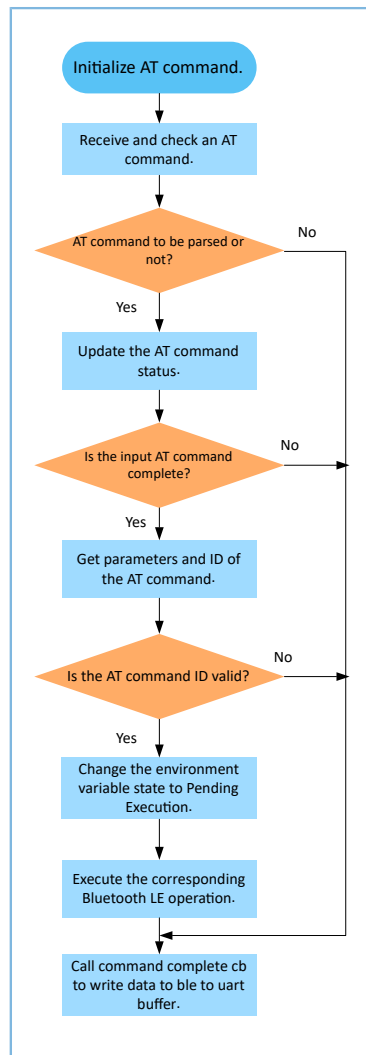 Initialize AT command.
Receive and check an AT
command.
AT command to be parsed or
not?
No
Yes
Update the AT command
status.
Is the input AT command
complete?
No
Yes
Get parameters and ID of
the AT command.
Is the AT command ID valid?
No
Yes
Change the environment
variable state to Pending
Execution.
Execute the corresponding
Bluetooth LE operation.
Call command complete cb
to write data to ble to uart
buffer.